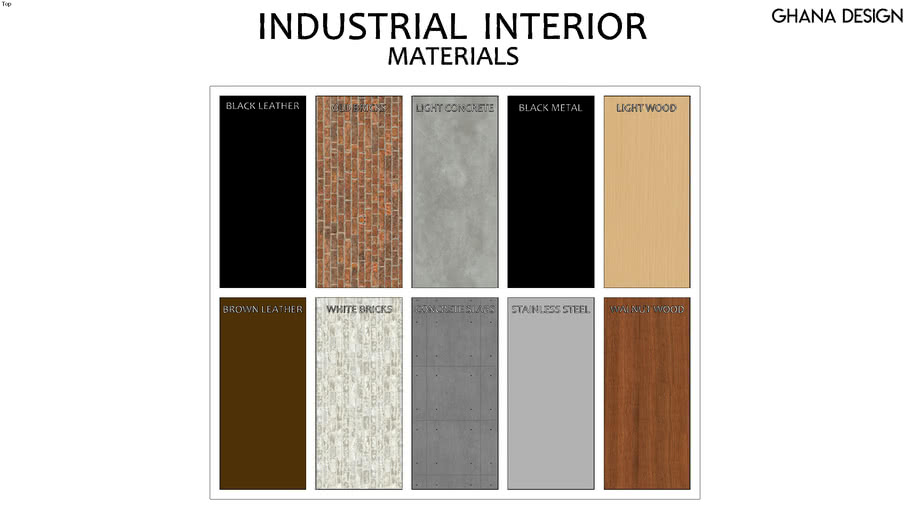 Top
GHANA DESIGN
INDUSTRIAL INTERIOR
MATERIALS
BLACK LEATHER
OLD BRICKS
LIGHT CONCRETE
BLACK METAL
LIGHT WOOD
BROWN LEATHER
WHITE BRICKS
CONCRETE SLABS
STAINLESS STEEL
WALNUT WOOD